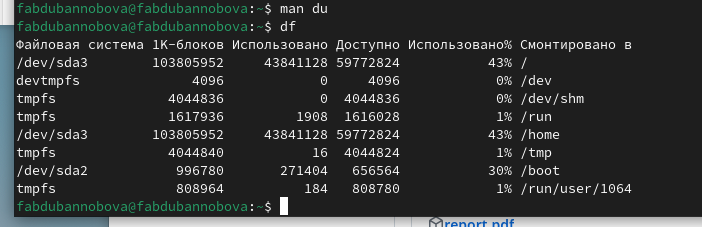 fabdubannobova@fabdubannobova:~$ man du
fabdubannobova@fabdubannobova:~$ df
Файловая система 1K-блоков Использовано Доступно Использовано% Смонтировано в
/dev/sda3 103805952 43841128 59772824 43% /
devtmpfs 4096 0 4096 0% /dev
tmpfs 4044836 0 4044836 0% /dev/shm
tmpfs 1617936 1908 1616028 1% /run
/dev/sda3 103805952 43841128 59772824 43% /home
tmpfs 4044840 16 4044824 1% /tmp
/dev/sda2 996780 271404 656564 30% /boot
tmpfs 808964 184 808780 1% /run/user/1064
fabdubannobova@fabdubannobova:~$
report.pdf